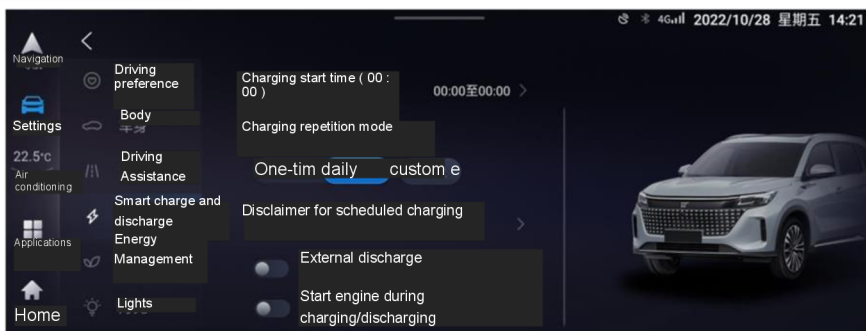 4G 2022/10/28 星期五 14:21
Navigation
Settings
22.5°C
Air
conditioning
Applications
Home
Driving
preference
Body
车身
Driving
Assistance
Smart charge and
discharge
Energy
Management
Lights
Charging start time ( 00 :
00 )
00:00至00:00
Charging repetition mode
One-tim daily custom e
Disclaimer for scheduled charging
External discharge
Start engine during
charging/discharging